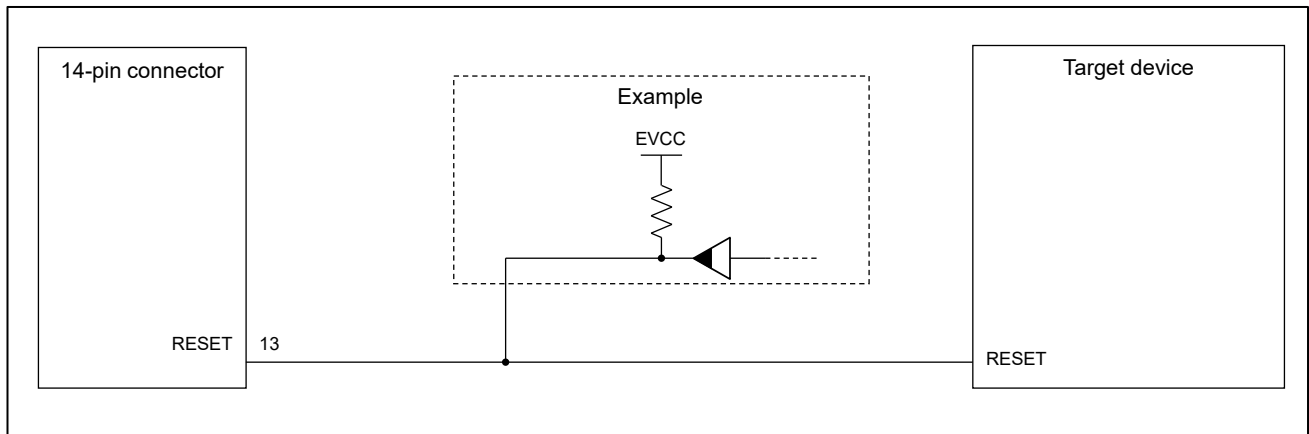 14-pin connector
Target device
Example
EVCC
RESET 13
RESET